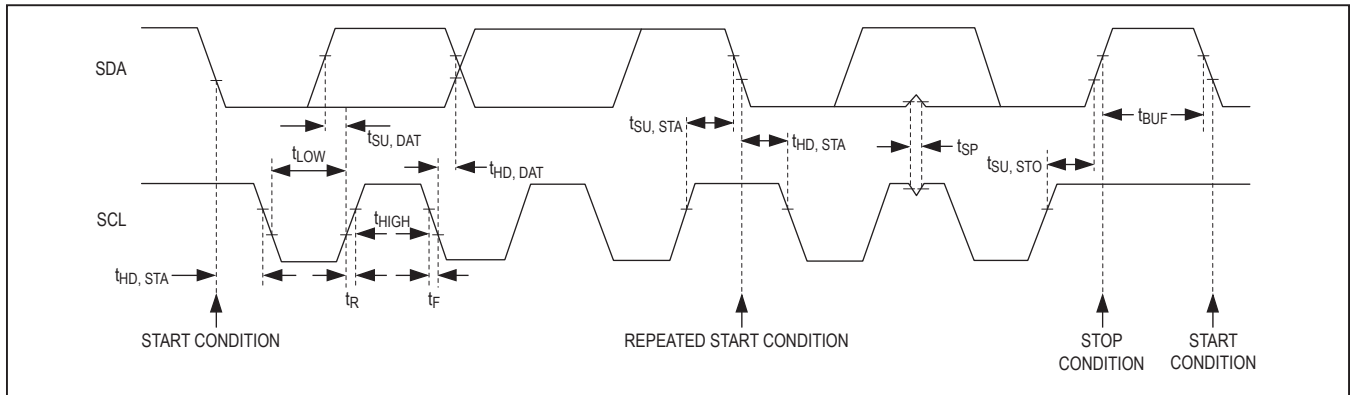 SDA
tSU, DAT
tSU, STA
tHD, STA
tSP
tBUF
tLOW
tHD, DAT
tSU, STO
SCL
tHIGH
tHD, STA
tR
tF
START CONDITION
REPEATED START CONDITION
STOP
CONDITION
START
CONDITION